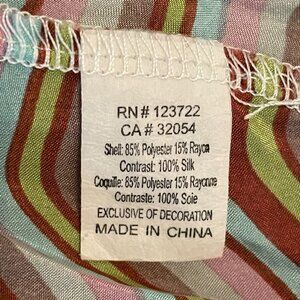 RN# 123722
CA# 32054
Shell: 85% Polyester 15% Rayon
Contrast: 100% Silk
Coquille: 85% Polyester 15% Rayonne
Contraste: 100% Soie
EXCLUSIVE OF DECORATION
MADE IN CHINA